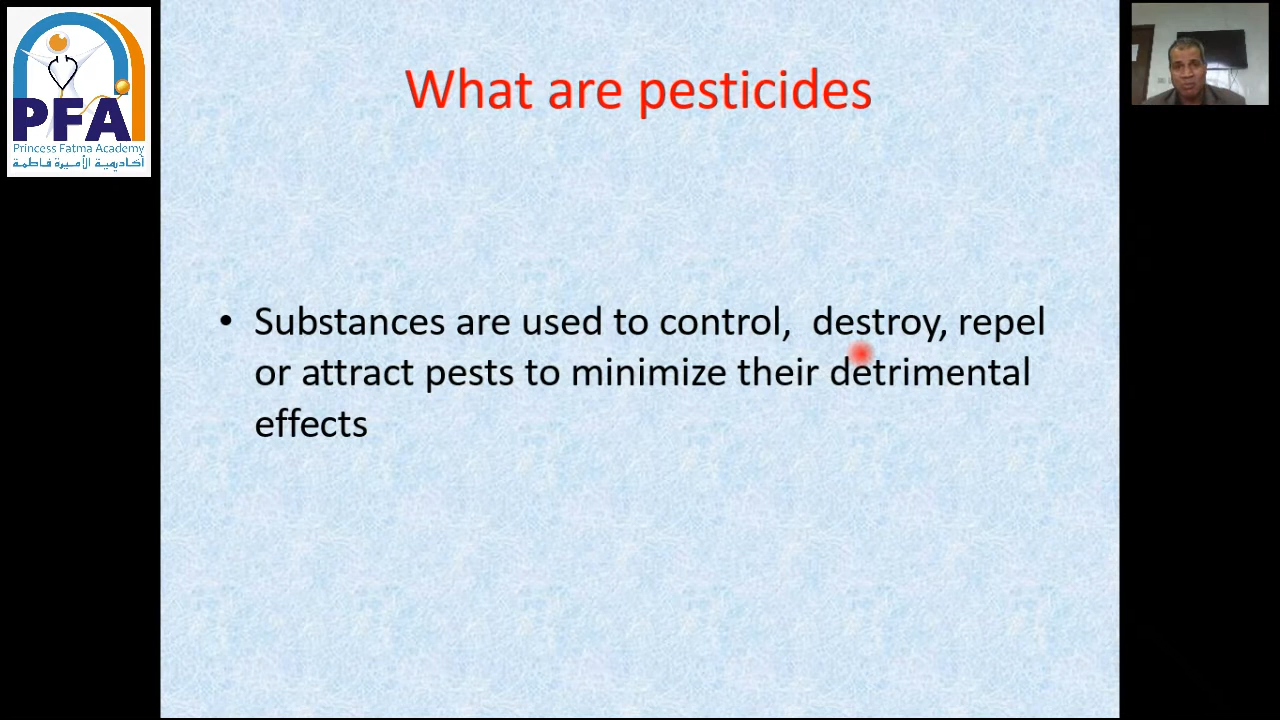 PFA
Princess Fatma Academy
أكاديمية الأميرة فاطمة
What are pesticides
• Substances are used to control,  destroy, repel
or attract pests to minimize their detrimental
effects